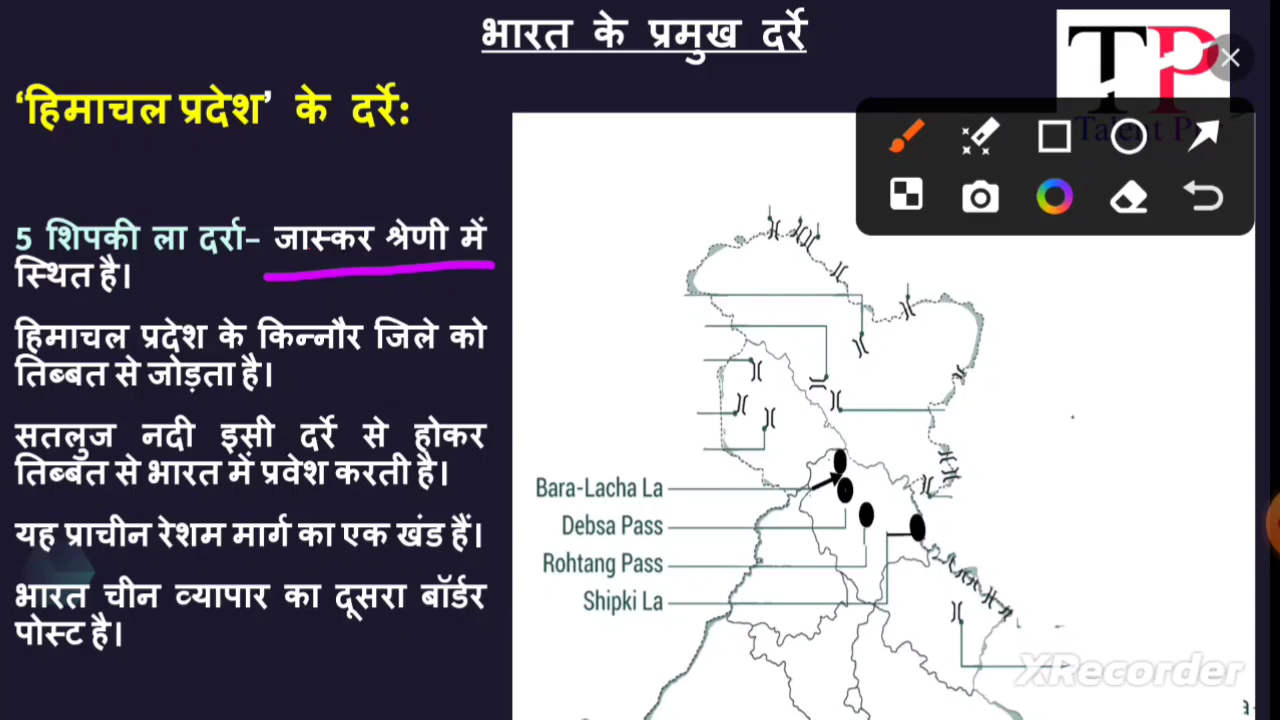 भारत के प्रमुख दर्रे
TP
‘हिमाचल प्रदेश’ के दर्रे:
5 शिपकी ला दर्रा– जास्कर श्रेणी में
स्थित है।
हिमाचल प्रदेश के किन्नौर जिले को
तिब्बत से जोड़ता है।
सतलुज नदी इसी दर्रे से होकर
तिब्बत से भारत में प्रवेश करती है।
यह प्राचीन रेशम मार्ग का एक खंड हैं।
भारत चीन व्यापार का दूसरा बॉर्डर
पोस्ट है।
Bara-Lacha La
Debsa Pass
Rohtang Pass
Shipki La
XRecorder